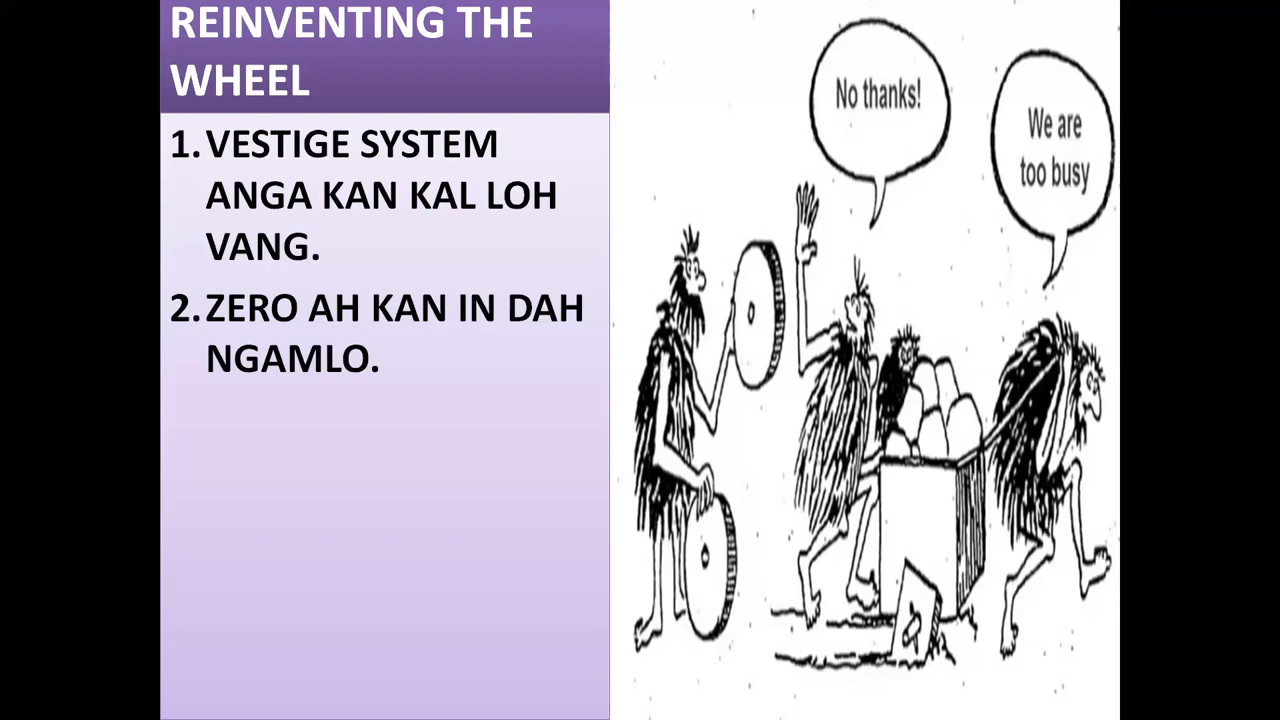 REINVENTING THE
WHEEL
1. VESTIGE SYSTEM
ANGA KAN KAL LOH
VANG.
2. ZERO AH KAN IN DAH
NGAMLO.
No thanks!
We are
too busy